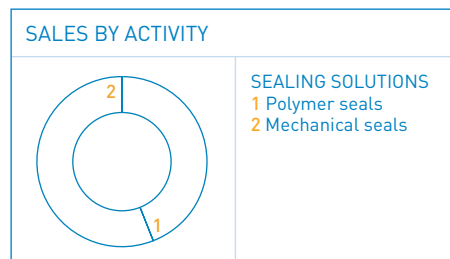 SALES BY ACTIVITY
2
1
SEALING SOLUTIONS
1 Polymer seals
2 Mechanical seals